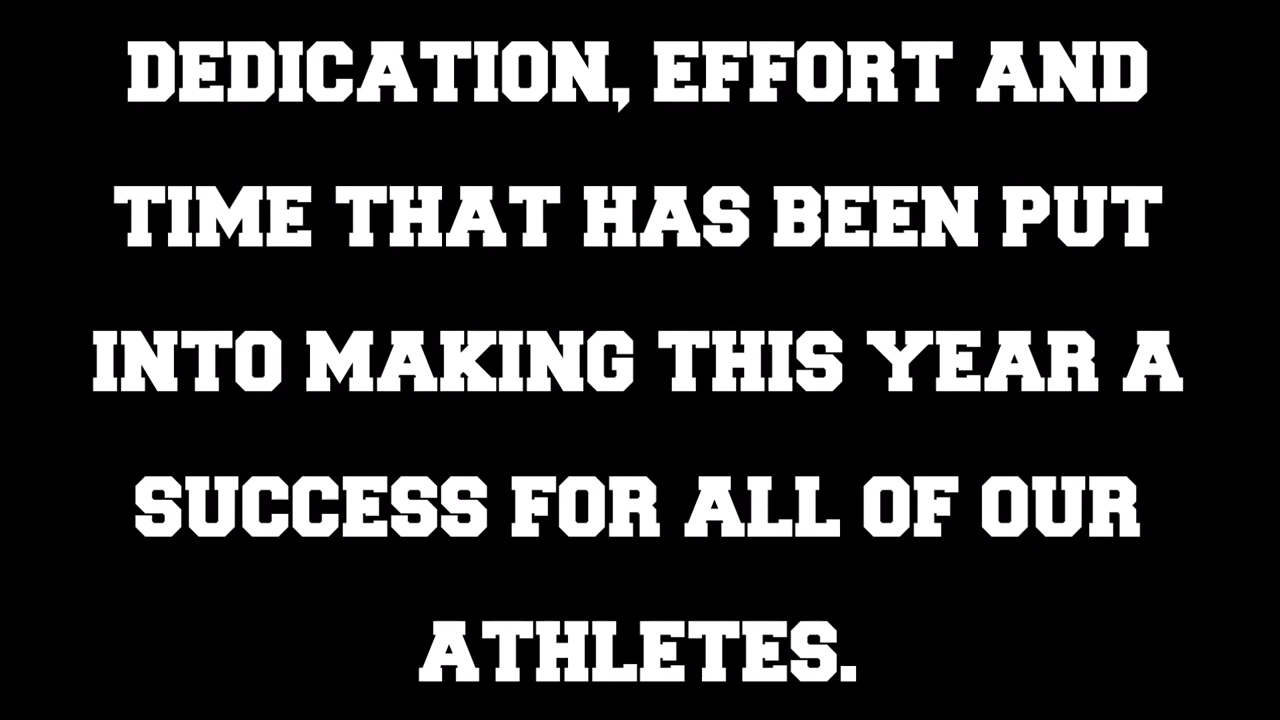 DEDICATION, EFFORT AND
TIME THAT HAS BEEN PUT
INTO MAKING THIS YEAR A
SUCCESS FOR ALL OF OUR
ATHLETES.